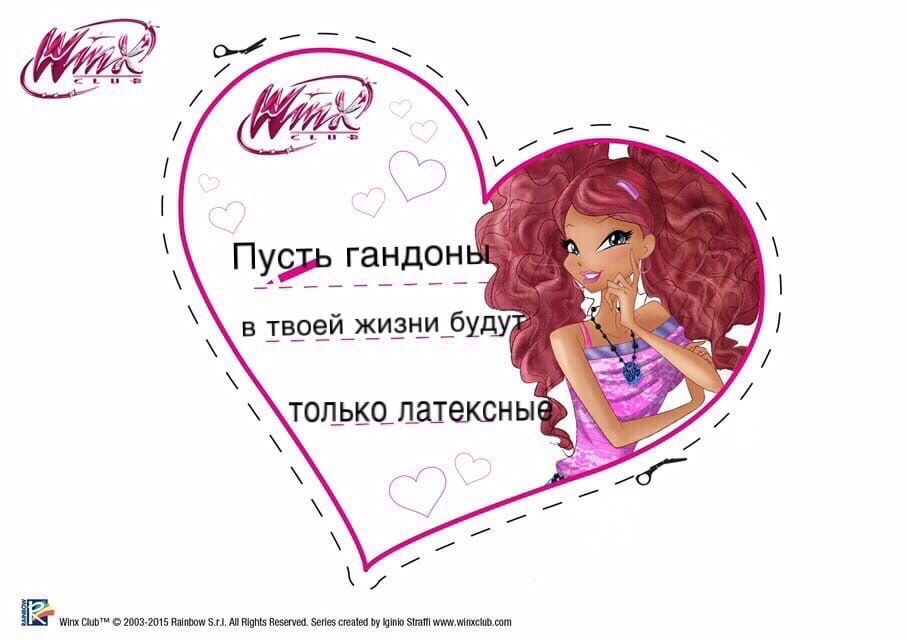 Winx
CLUB
Winx
CLUB
Пусть гандоны
в твоей жизни будут
только латексные
RAINBOW
Winx Club™ © 2003-2015 Rainbow S.r.l. All Rights Reserved. Series created by Iginio Straffi www.winxclub.com